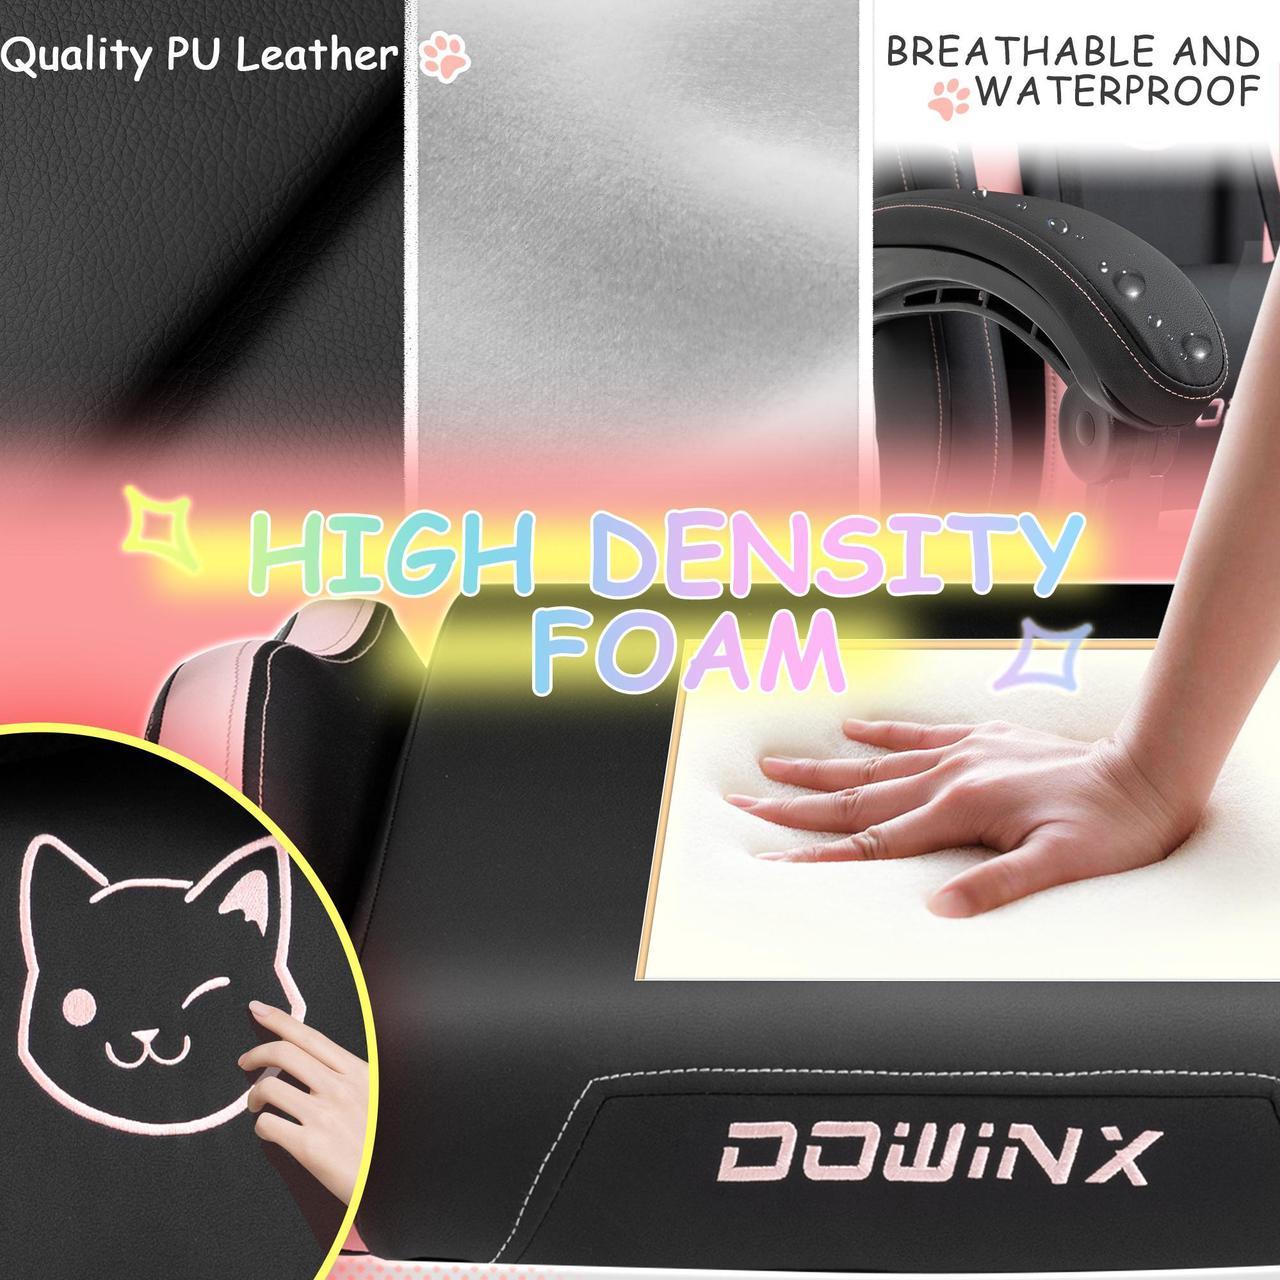 Quality PU Leather
BREATHABLE AND
WATERPROOF
HIGH DENSITY
FOAM
DOWiNX